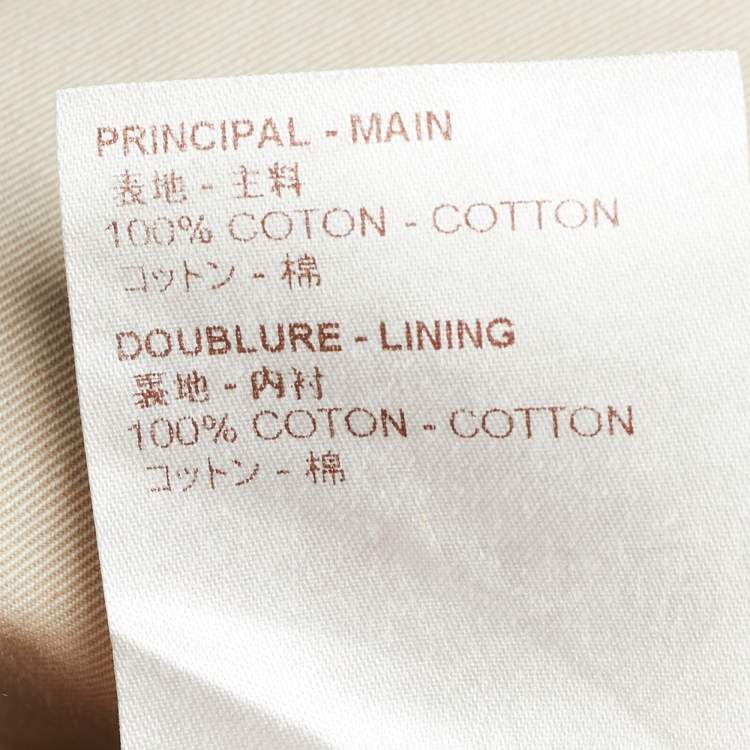 PRINCIPAL - MAIN
表地 - 主料
100% COTON - COTTON
コットン - 棉
DOUBLURE - LINING
裏地 - 内衬
100% COTON - COTTON
コットン - 棉